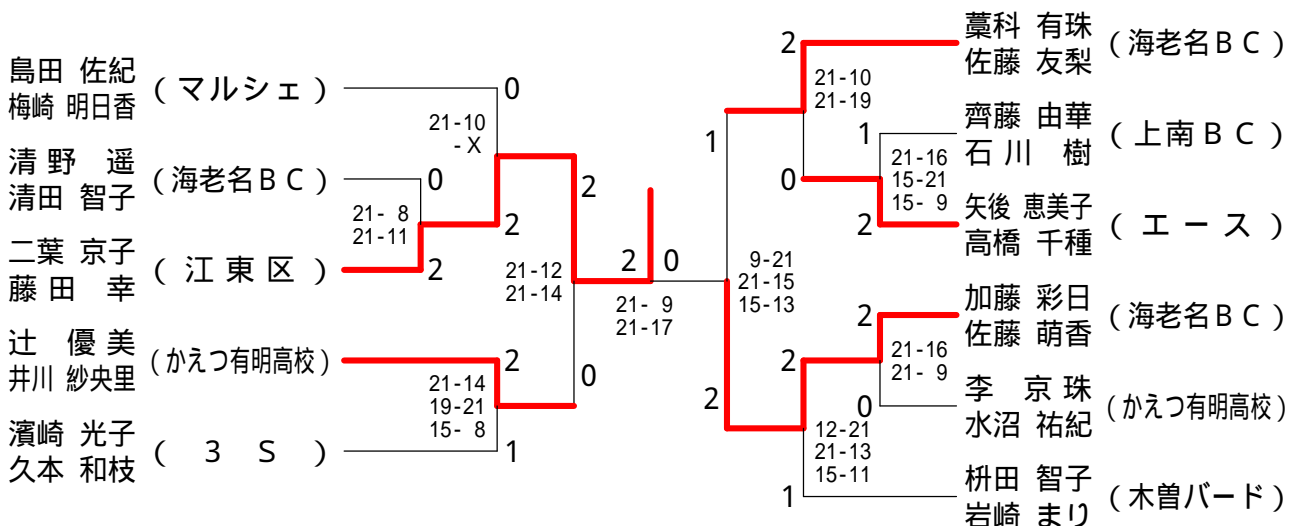 島田 佐紀
梅崎 明日香
(マルシェ)
0
21-10
- X
清野 遥
清田 智子
(海老名BC)
0
21- 8
21-11
2
二葉 京子
藤田 幸
(江東区)
2
21-12
21-14
2
辻 優美
井川 紗央里
(かえつ有明高校)
2
21-14
19-21
15- 8
0
濱崎 光子
久本 和枝
(3S)
1
2
0
21- 9
21-17
2
藁科 有珠
佐藤 友梨
(海老名BC)
21-10
21-19
1
1
齊藤 由華
石川 樹
(上南BC)
21-16
15-21
15- 9
0
2
矢後 恵美子
高橋 千種
(エース)
9-21
21-15
15-13
2
加藤 彩日
佐藤 萌香
(海老名BC)
21-16
21- 9
2
2
0
李 京珠
水沼 祐紀
(かえつ有明高校)
12-21
21-13
15-11
1
枡田 智子
岩崎 まり
(木曽バード)